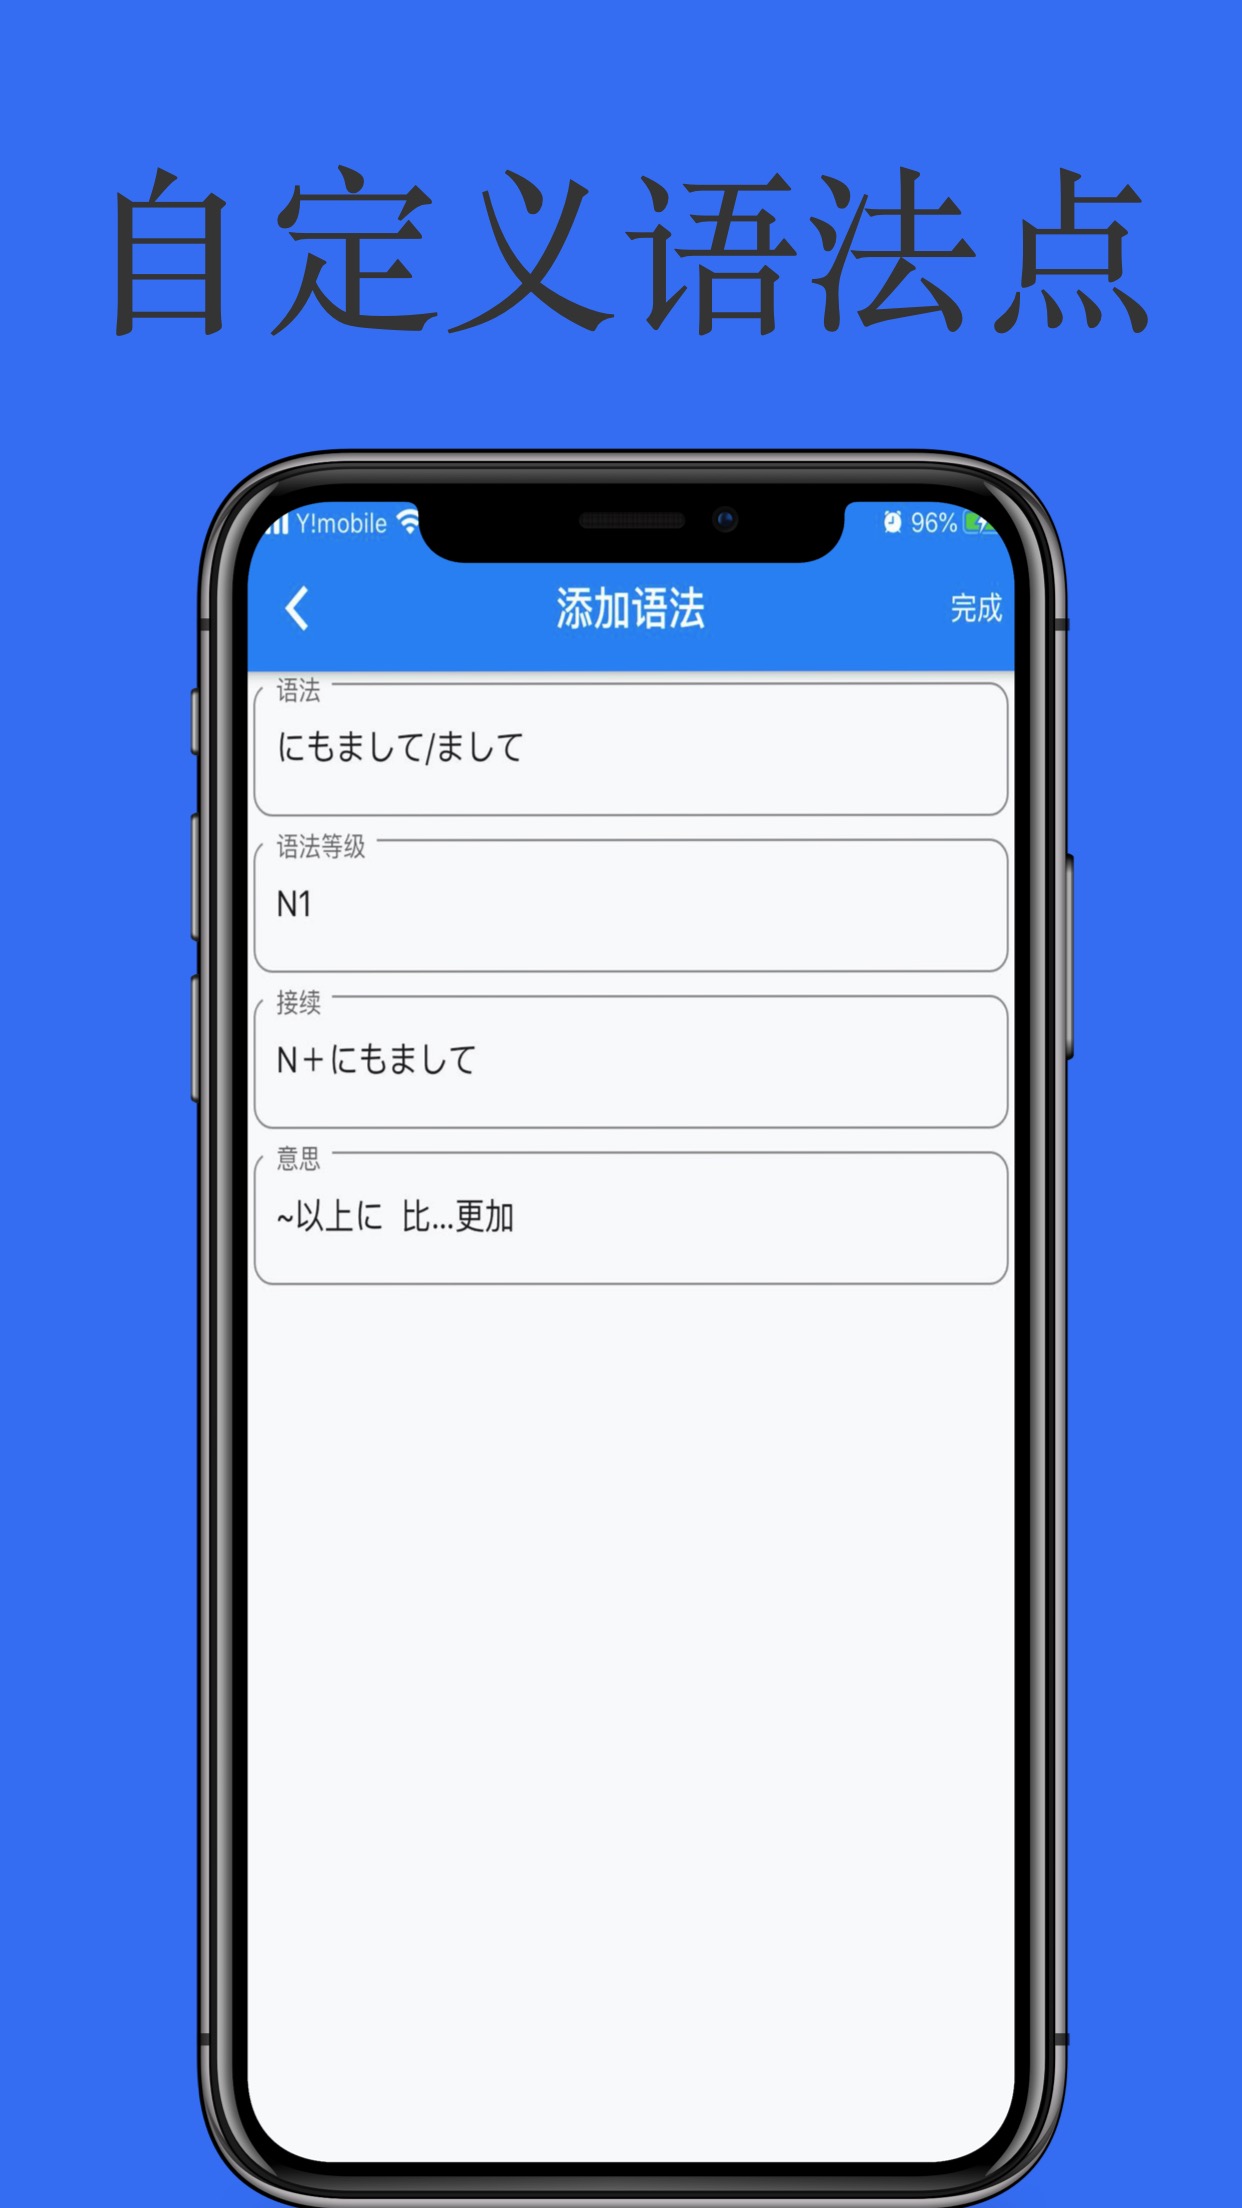 自定义语法点
Y!mobile 96%
添加语法 完成
语法
にもまして/まして
语法等级
N1
接续
N＋にもまして
意思
~以上に 比...更加